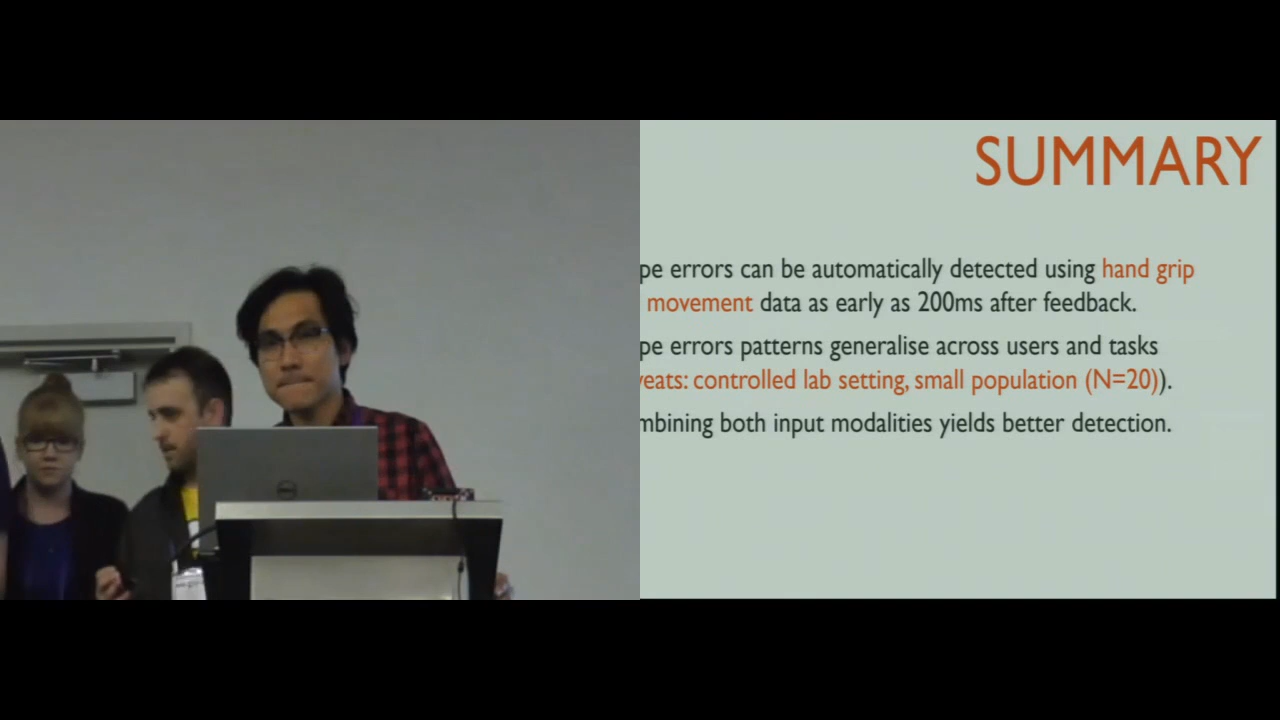 SUMMARY
pe errors can be automatically detected using hand grip
movement data as early as 200ms after feedback.
pe errors patterns generalise across users and tasks
eats: controlled lab setting, small population (N=20)).
mbining both input modalities yields better detection.
DELL